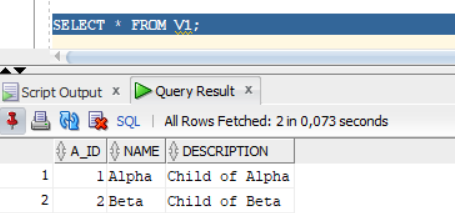 SELECT * FROM V1;
Script Output x Query Result x
SQL | All Rows Fetched: 2 in 0,073 seconds
A_ID NAME DESCRIPTION
1 1 Alpha Child of Alpha
2 2 Beta Child of Beta